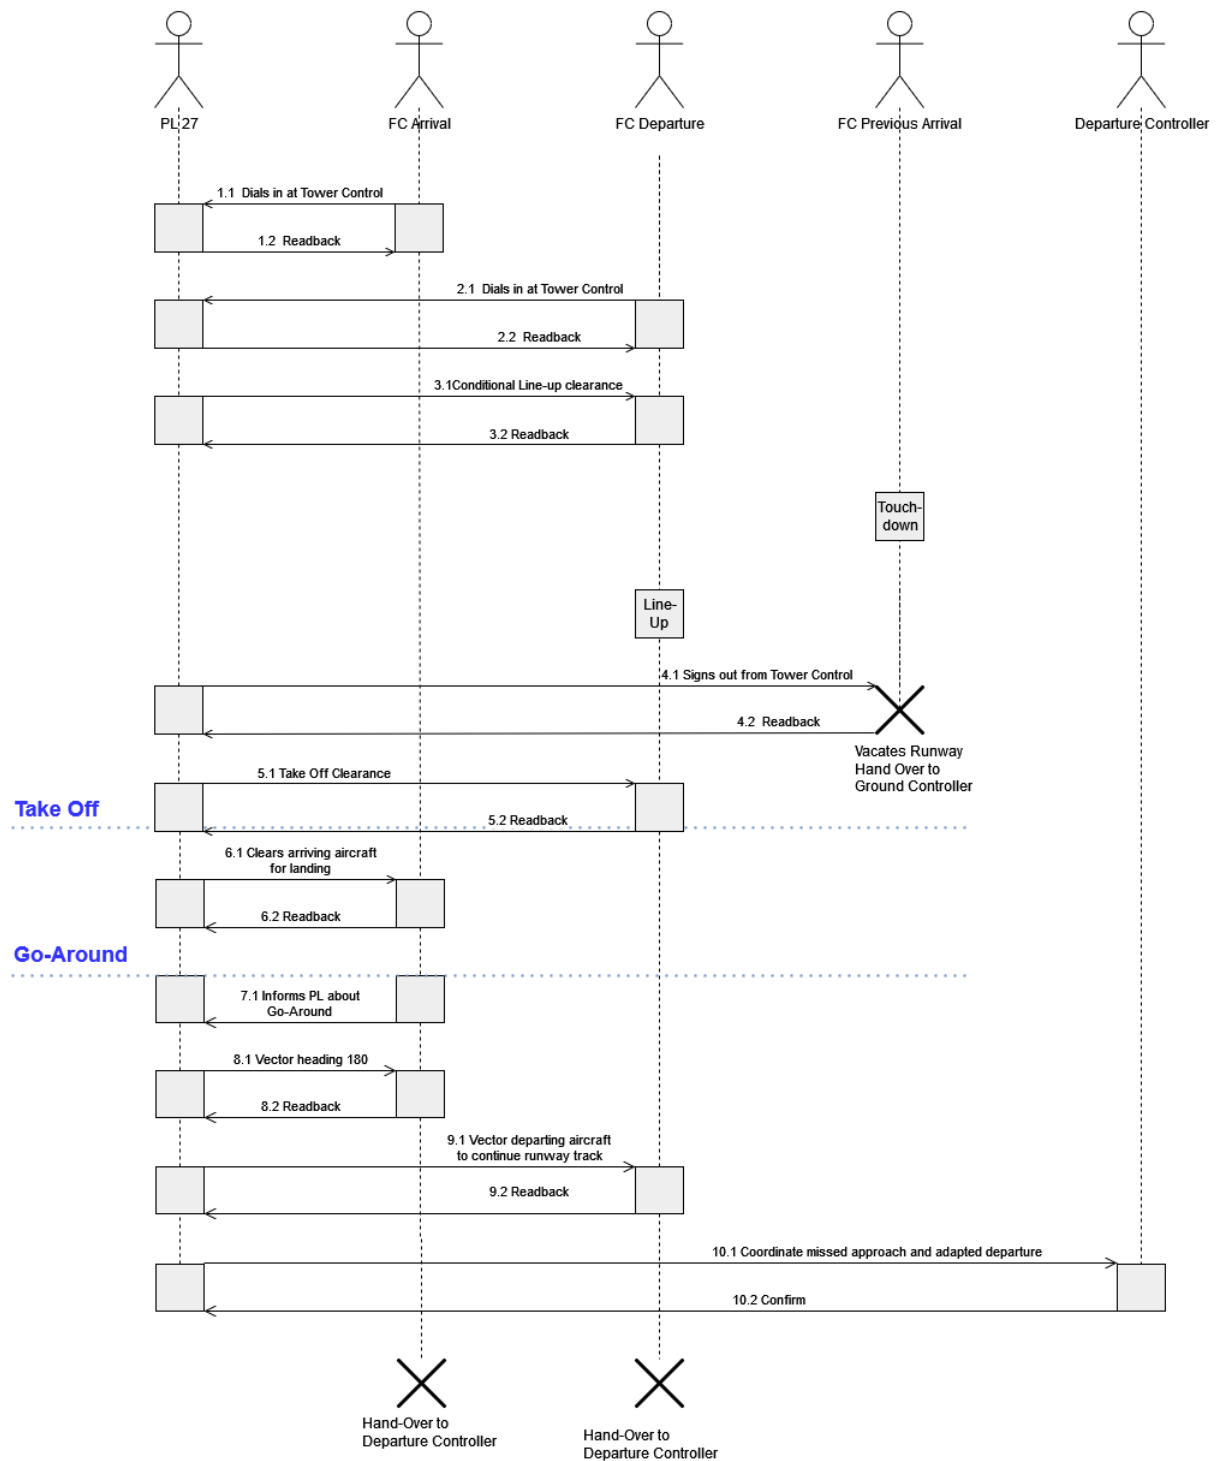 PL 27
FC Arrival
FC Departure
FC Previous Arrival
Departure Controller
1.1 Dials in at Tower Control
1.2 Readback
2.1 Dials in at Tower Control
2.2 Readback
3.1Conditional Line-up clearance
3.2 Readback
Touch-
down
Line-
Up
4.1 Signs out from Tower Control
4.2 Readback
Vacates Runway
Hand Over to
Ground Controller
5.1 Take Off Clearance
Take Off
5.2 Readback
6.1 Clears arriving aircraft
for landing
6.2 Readback
Go-Around
7.1 Informs PL about
Go-Around
8.1 Vector heading 180
8.2 Readback
9.1 Vector departing aircraft
to continue runway track
9.2 Readback
10.1 Coordinate missed approach and adapted departure
10.2 Confirm
Hand-Over to
Departure Controller
Hand-Over to
Departure Controller